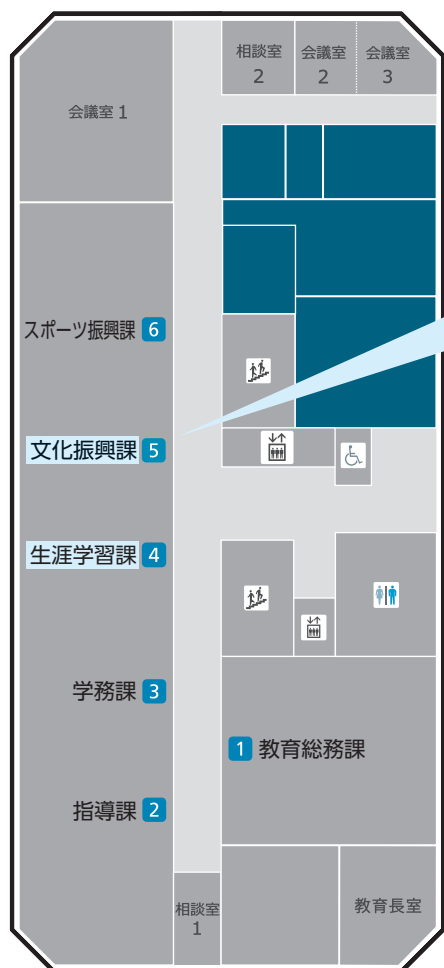 相談室
2
会議室
2
会議室
3
会議室 1
スポーツ振興課 6
文化振興課 5
生涯学習課 4
学務課 3
1 教育総務課
指導課 2
相談室
1
教育長室